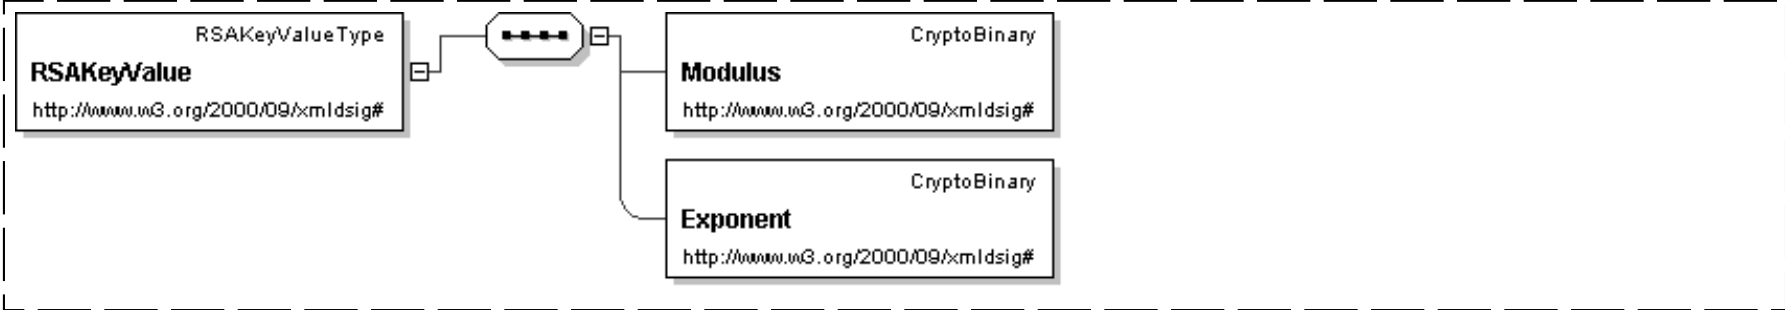 RSAKeyValueType
RSAKeyValue
http://www.w3.org/2000/09/xmldsig#
CryptoBinary
Modulus
http://www.w3.org/2000/09/xmldsig#
CryptoBinary
Exponent
http://www.w3.org/2000/09/xmldsig#